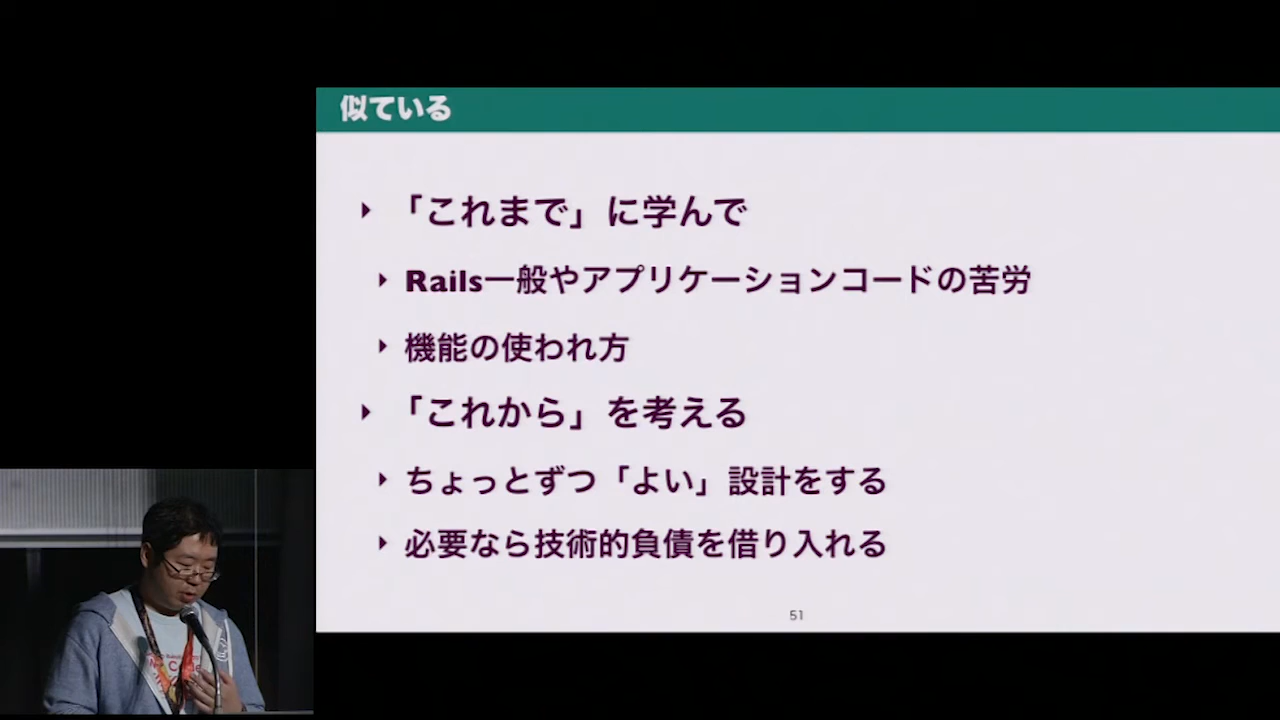 似ている
「これまで」に学んで
Rails一般やアプリケーションコードの苦労
機能の使われ方
「これから」を考える
ちょっとずつ「よい」設計をする
必要なら技術的負債を借り入れる
51